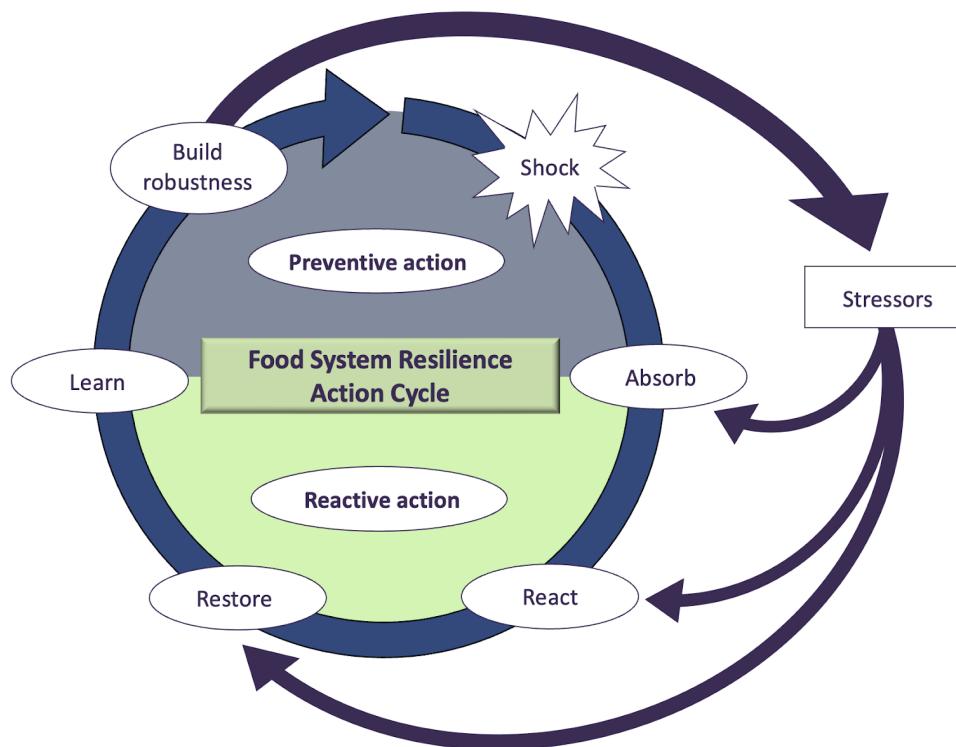 Build
robustness
Shock
Preventive action
Stressors
Food System Resilience
Action Cycle
Learn
Absorb
Reactive action
Restore
React